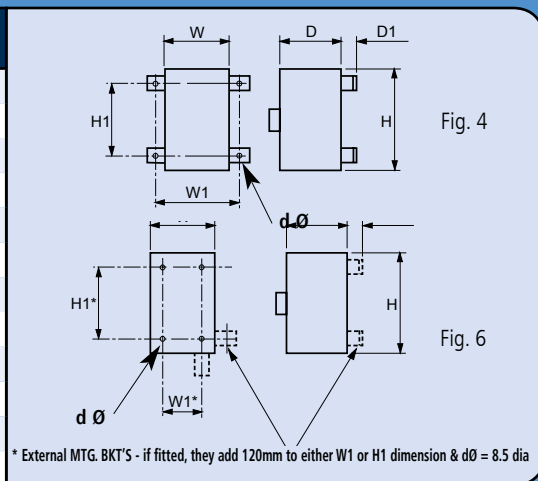 W
D
D1
H1
H
Fig. 4
W1
d Ø
H1*
H
Fig. 6
d Ø
W1*
* External MTG. BKT'S - if fitted, they add 120mm to either W1 or H1 dimension & dØ = 8.5 dia